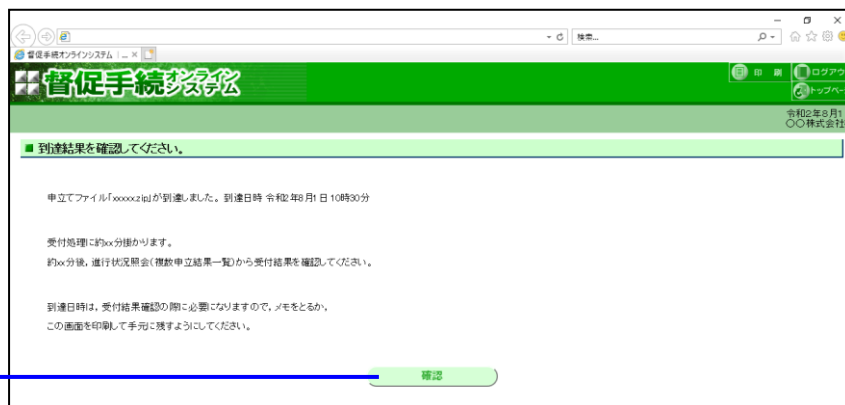 検索...
督促手続オンラインシステム | ...
督促手続オンラインシステム
印 刷
ログアウ
トップペー
令和2年8月1
〇〇株式会社
到達結果を確認してください。
申立てファイル「xxxxx.zip」が到達しました。到達日時 令和2年8月1日 10時30分
受付処理に約xx分掛かります。
約xx分後，進行状況照会（複数申立結果一覧）から受付結果を確認してください。
到達日時は，受付結果確認の際に必要になりますので，メモをとるか，
この画面を印刷して手元に残すようにしてください。
確認